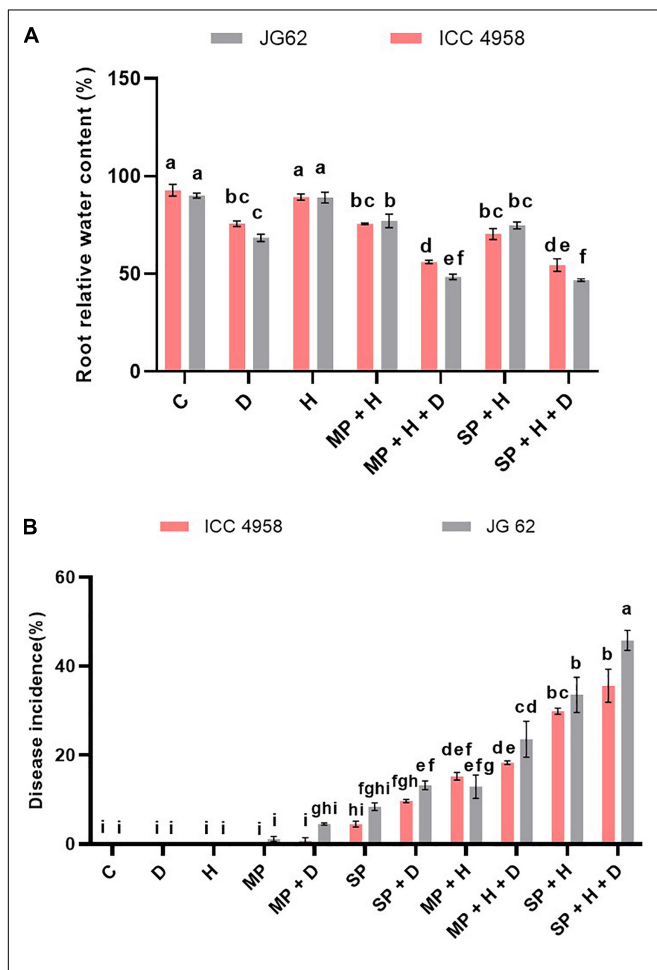 A
JG62 ICC 4958
Root relative water content (%)
150
100
50
0
a a bc c a a bc b d ef bc bc de f
C D H MP + H MP + H + D SP + H SP + H + D
B
ICC 4958 JG 62
Disease incidence(%)
60
40
20
0
i i i i i i i i i ghi hi fghi fgh ef def efg de cd bc b b a
C D H MP MP + D SP SP + D MP + H MP + H + D SP + H SP + H + D